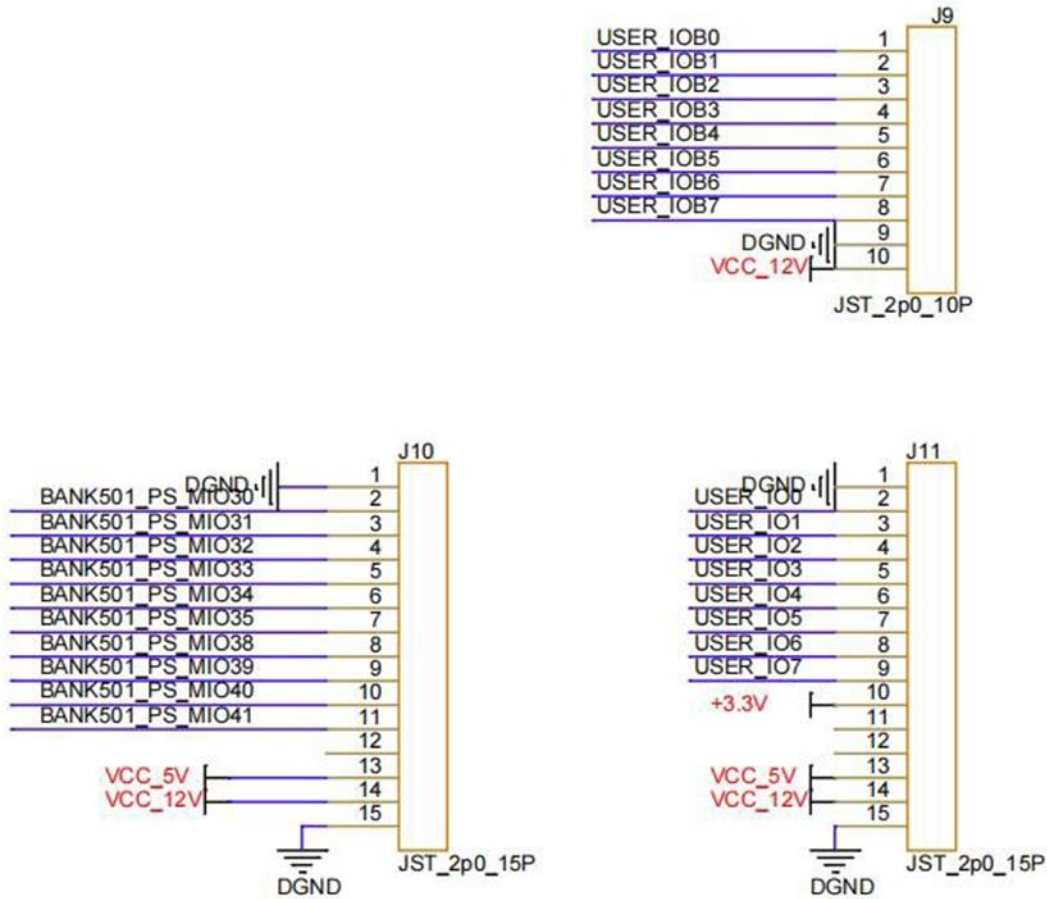 J9
USER_IOB0 1
USER_IOB1 2
USER_IOB2 3
USER_IOB3 4
USER_IOB4 5
USER_IOB5 6
USER_IOB6 7
USER_IOB7 8
DGND 9
VCC_12V 10
JST_2p0_10P
J10
DGND 1
BANK501_PS_MIO30 2
BANK501_PS_MIO31 3
BANK501_PS_MIO32 4
BANK501_PS_MIO33 5
BANK501_PS_MIO34 6
BANK501_PS_MIO35 7
BANK501_PS_MIO38 8
BANK501_PS_MIO39 9
BANK501_PS_MIO40 10
BANK501_PS_MIO41 11
12
VCC_5V 13
VCC_12V 14
15
JST_2p0_15P
DGND
J11
DGND 1
USER_IO0 2
USER_IO1 3
USER_IO2 4
USER_IO3 5
USER_IO4 6
USER_IO5 7
USER_IO6 8
USER_IO7 9
+3.3V 10
11
12
VCC_5V 13
VCC_12V 14
15
JST_2p0_15P
DGND